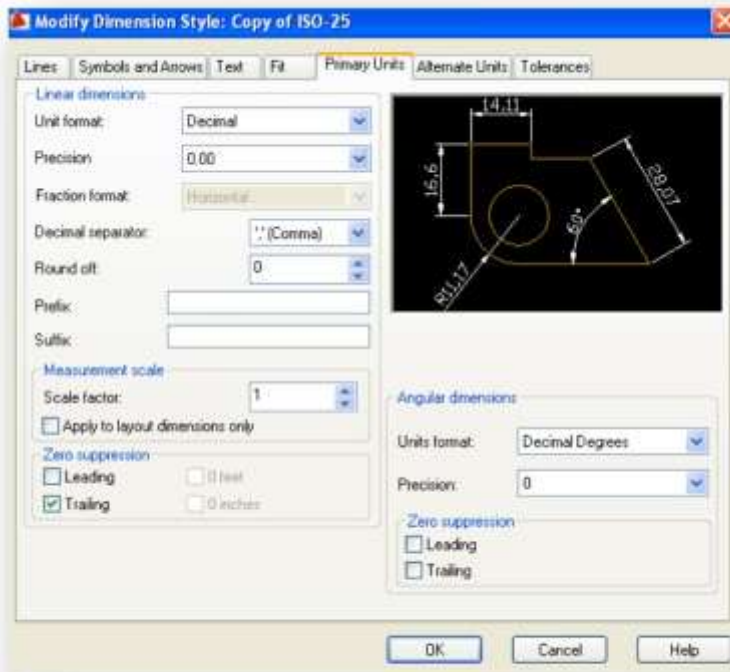 Modify Dimension Style: Copy of ISO-25
Lines Symbols and Arrows Text Fit Primary Units Alternate Units Tolerances
Linear dimensions
Unit format: Decimal
Precision 0,00
Fraction format: Horizontal
Decimal separator: ',' (Comma)
Round off: 0
Prefix:
Suffix:
Measurement scale
Scale factor: 1
Apply to layout dimensions only
Zero suppression
Leading 0 feet
Trailing 0 inches
14,11
16,6
28,07
60°
R11,17
Angular dimensions
Units format: Decimal Degrees
Precision: 0
Zero suppression
Leading
Trailing
OK Cancel Help